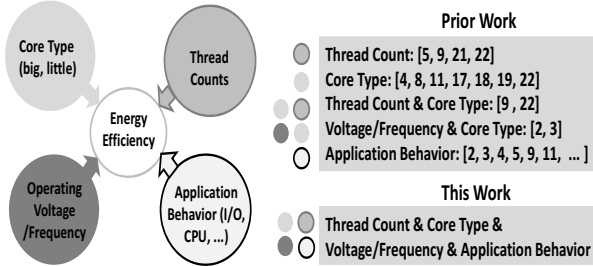 Core Type
(big, little)
Thread
Counts
Energy
Efficiency
Operating
Voltage
/Frequency
Application
Behavior (I/O,
CPU, ...)
Prior Work
Thread Count: [5, 9, 21, 22]
Core Type: [4, 8, 11, 17, 18, 19, 22]
Thread Count & Core Type: [9 , 22]
Voltage/Frequency & Core Type: [2, 3]
Application Behavior: [2, 3, 4, 5, 9, 11, ... ]
This Work
Thread Count & Core Type &
Voltage/Frequency & Application Behavior